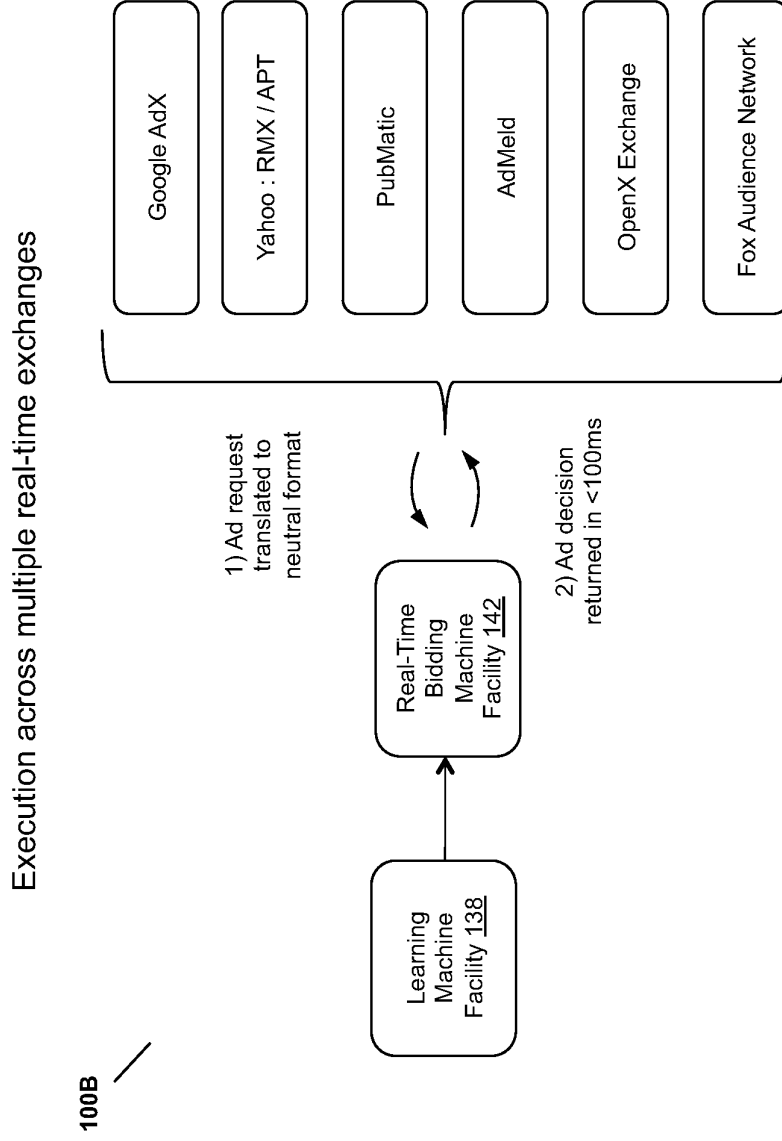 Execution across multiple real-time exchanges
100B
Learning
Machine
Facility 138
Real-Time
Bidding
Machine
Facility 142
1) Ad request
translated to
neutral format
2) Ad decision
returned in <100ms
Google AdX
Yahoo : RMX / APT
PubMatic
AdMeld
OpenX Exchange
Fox Audience Network